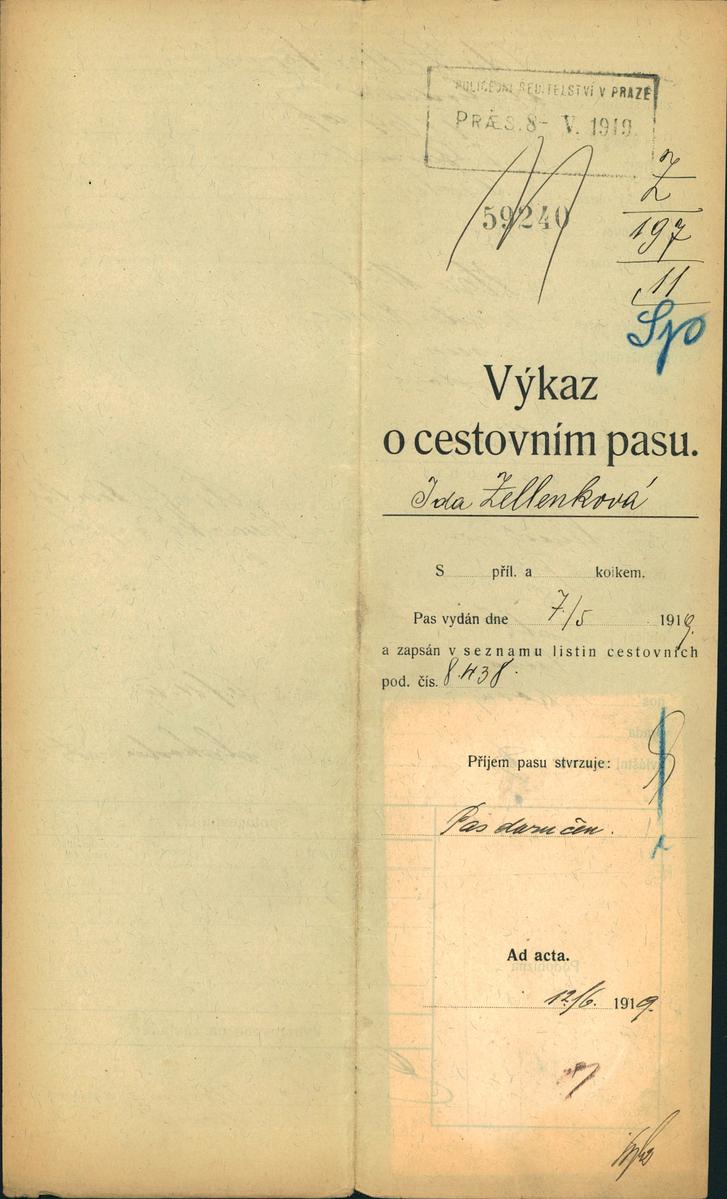 POLICEJNÍ ŘEDITELSTVÍ V PRAZE
PRÆS. 8- V. 1919.
59240
Z
197
11
Výkaz
o cestovním pasu.
Ida Zellenková
S příl. a kolkem.
Pas vydán dne 7/5 1919.
a zapsán v seznamu listin cestovních
pod. čís. 8.438.
Příjem pasu stvrzuje:
Pas doručen.
Ad acta.
12/6. 1919.